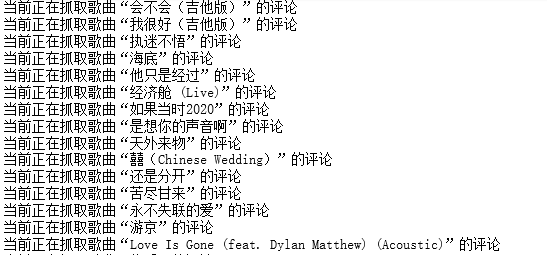 当前正在抓取歌曲“会不会（吉他版）”的评论
当前正在抓取歌曲“我很好（吉他版）”的评论
当前正在抓取歌曲“执迷不悟”的评论
当前正在抓取歌曲“海底”的评论
当前正在抓取歌曲“他只是经过”的评论
当前正在抓取歌曲“经济舱 (Live)”的评论
当前正在抓取歌曲“如果当时2020”的评论
当前正在抓取歌曲“是想你的声音啊”的评论
当前正在抓取歌曲“天外来物”的评论
当前正在抓取歌曲“囍（Chinese Wedding）”的评论
当前正在抓取歌曲“还是分开”的评论
当前正在抓取歌曲“苦尽甘来”的评论
当前正在抓取歌曲“永不失联的爱”的评论
当前正在抓取歌曲“游京”的评论
当前正在抓取歌曲“Love Is Gone (feat. Dylan Matthew) (Acoustic)”的评论